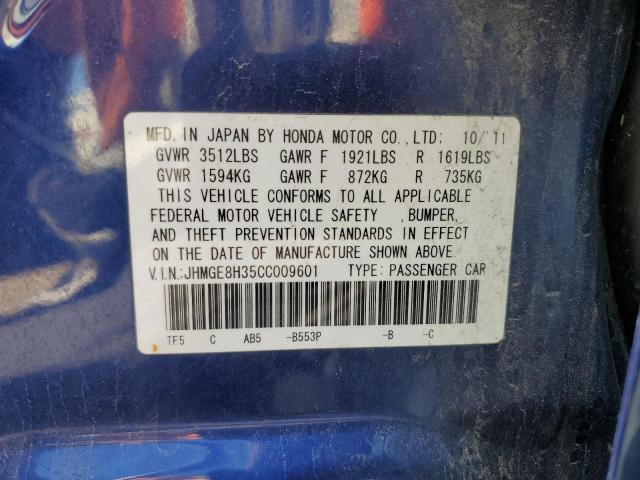 MFD. IN JAPAN BY HONDA MOTOR CO.,LTD; 10/'11
GVWR 3512LBS GAWR F 1921LBS R 1619LBS
GVWR 1594KG GAWR F 872KG R 735KG
THIS VEHICLE CONFORMS TO ALL APPLICABLE
FEDERAL MOTOR VEHICLE SAFETY ,BUMPER,
AND THEFT PREVENTION STANDARDS IN EFFECT
ON THE DATE OF MANUFACTURE SHOWN ABOVE.
V.I.N:JHMGE8H35CC009601 TYPE: PASSENGER CAR
TF5 C AB5 -B553P -B -C